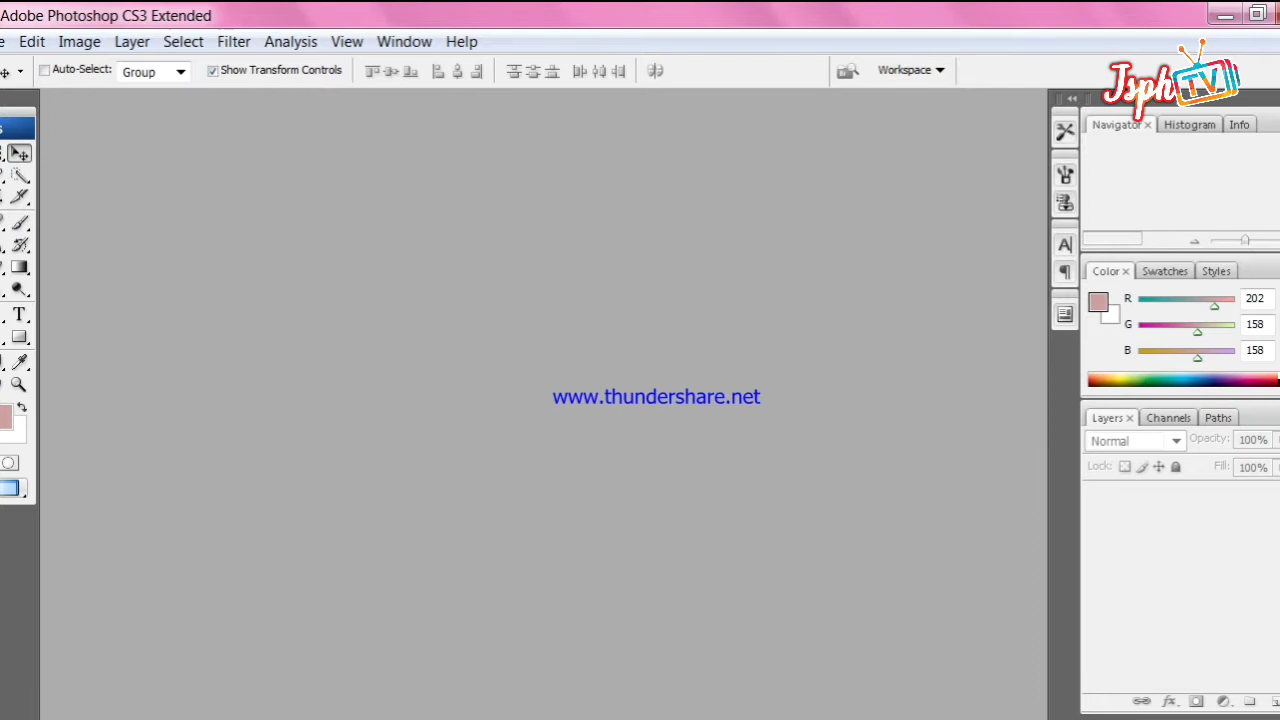 Adobe Photoshop CS3 Extended
Edit Image Layer Select Filter Analysis View Window Help
Auto-Select: Group Show Transform Controls Workspace
Jsph TV
Navigator × Histogram Info
Color × Swatches Styles
R 202
G 158
B 158
www.thundershare.net
Layers × Channels Paths
Normal Opacity: 100%
Lock: Fill: 100%